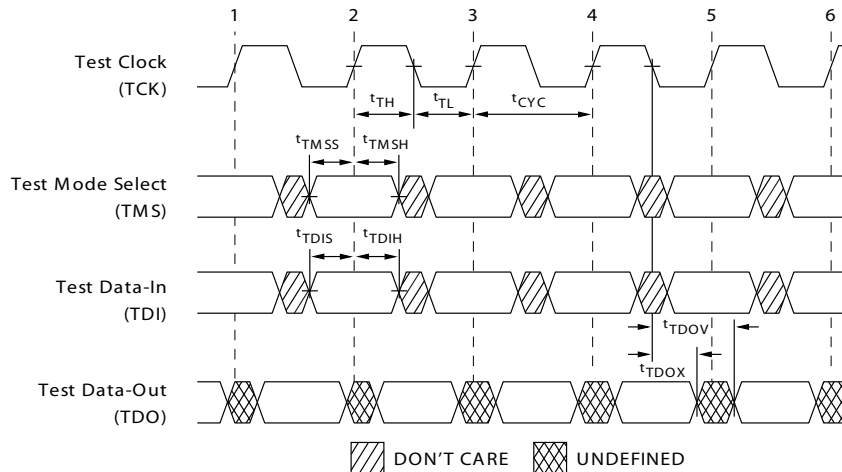 1 2 3 4 5 6
Test Clock
(TCK)
tTH tTL tCYC
tTMSS tTMSH
Test Mode Select
(TMS)
tTDIS tTDIH
Test Data-In
(TDI)
tTDOV
tTDOX
Test Data-Out
(TDO)
DON'T CARE UNDEFINED